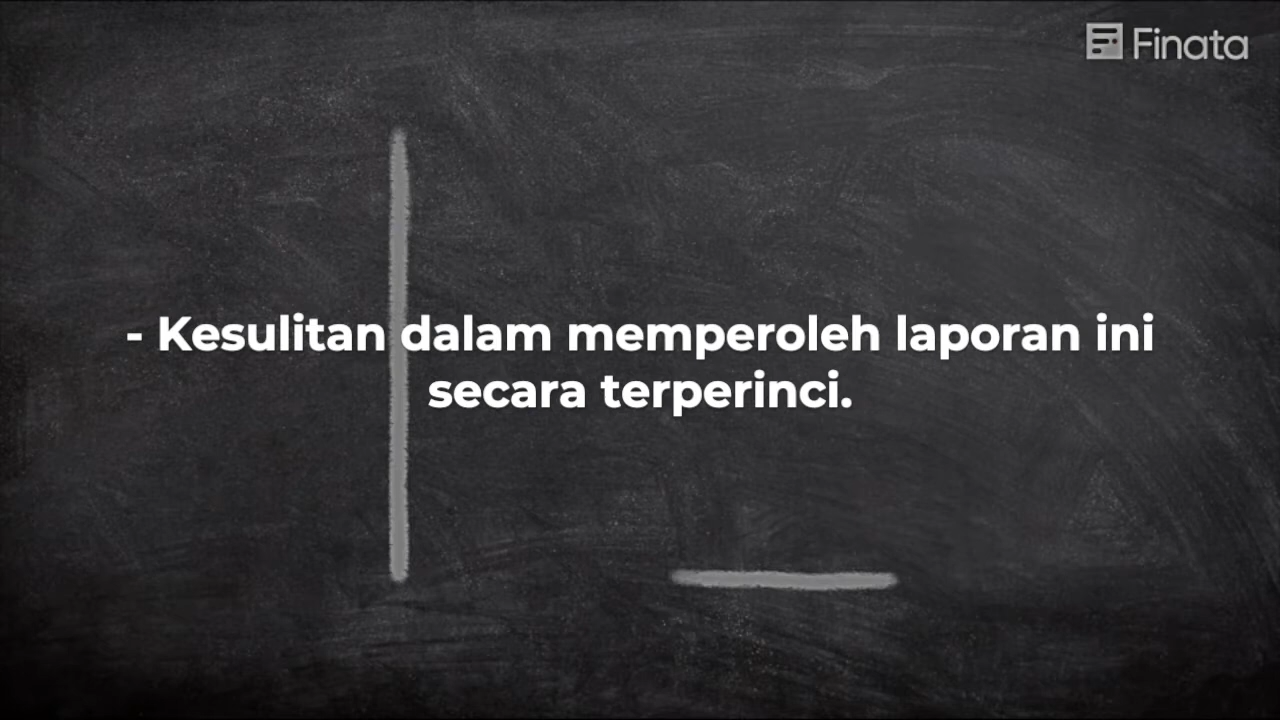 Finata
- Kesulitan dalam memperoleh laporan ini
secara terperinci.